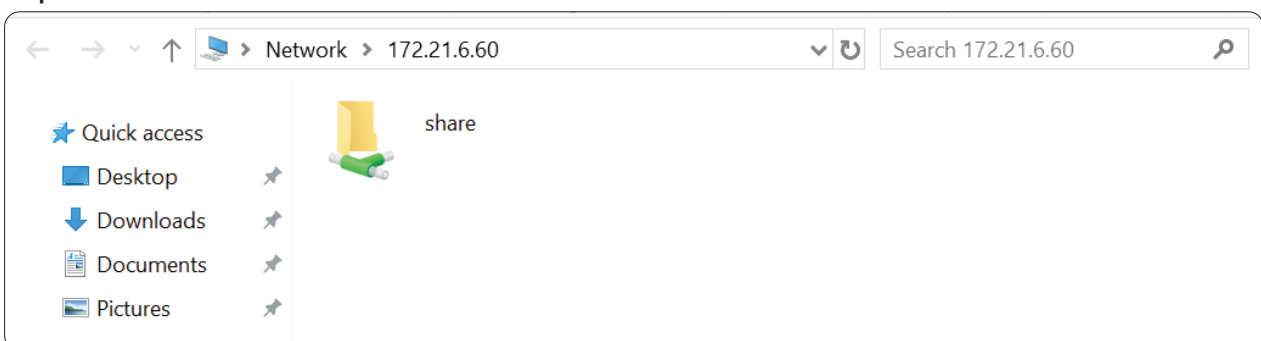 Network 172.21.6.60 Search 172.21.6.60
Quick access
share
Desktop
Downloads
Documents
Pictures